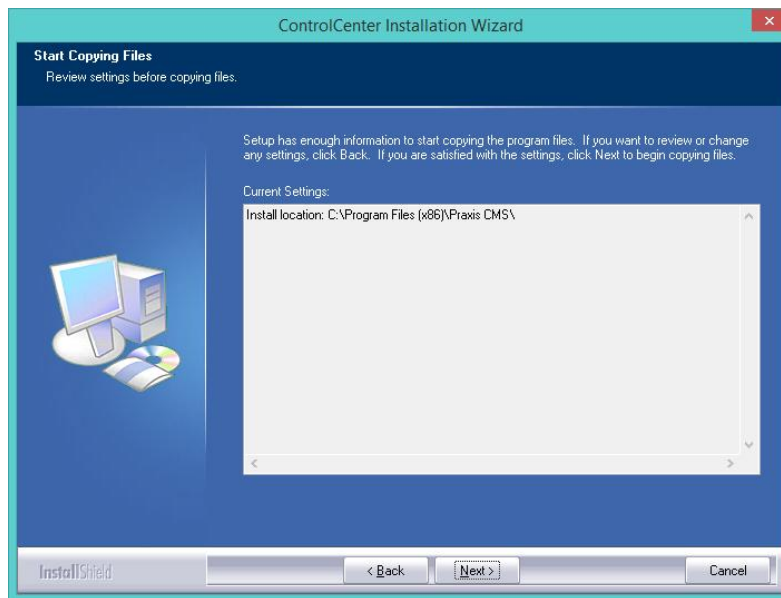 ControlCenter Installation Wizard
Start Copying Files
Review settings before copying files.
Setup has enough information to start copying the program files.  If you want to review or change
any settings, click Back.  If you are satisfied with the settings, click Next to begin copying files.
Current Settings:
Install location: C:\Program Files (x86)\Praxis CMS\
InstallShield
< Back
Next >
Cancel